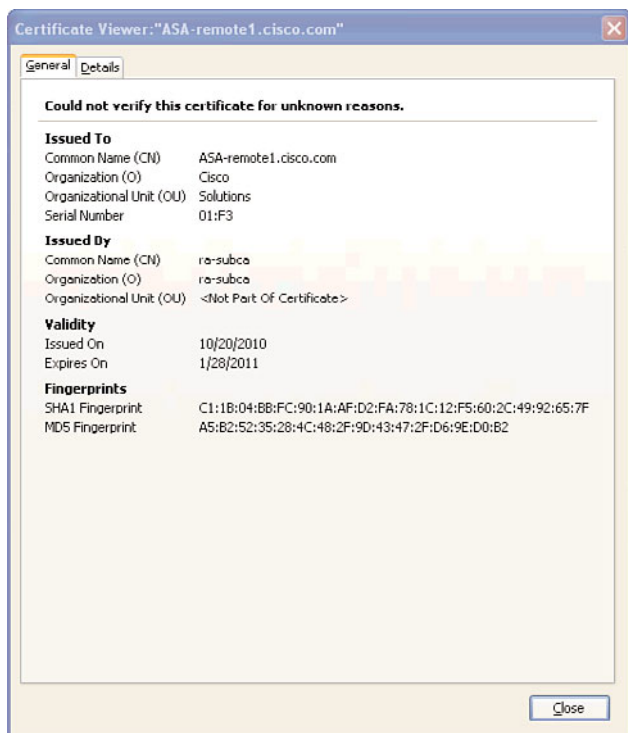 Certificate Viewer:"ASA-remote1.cisco.com"
General Details
Could not verify this certificate for unknown reasons.
Issued To
Common Name (CN) ASA-remote1.cisco.com
Organization (O) Cisco
Organizational Unit (OU) Solutions
Serial Number 01:F3
Issued By
Common Name (CN) ra-subca
Organization (O) ra-subca
Organizational Unit (OU) <Not Part Of Certificate>
Validity
Issued On 10/20/2010
Expires On 1/28/2011
Fingerprints
SHA1 Fingerprint C1:1B:04:BB:FC:90:1A:AF:D2:FA:78:1C:12:F5:60:2C:49:92:65:7F
MD5 Fingerprint A5:B2:52:35:28:4C:48:2F:9D:43:47:2F:D6:9E:D0:B2
Close